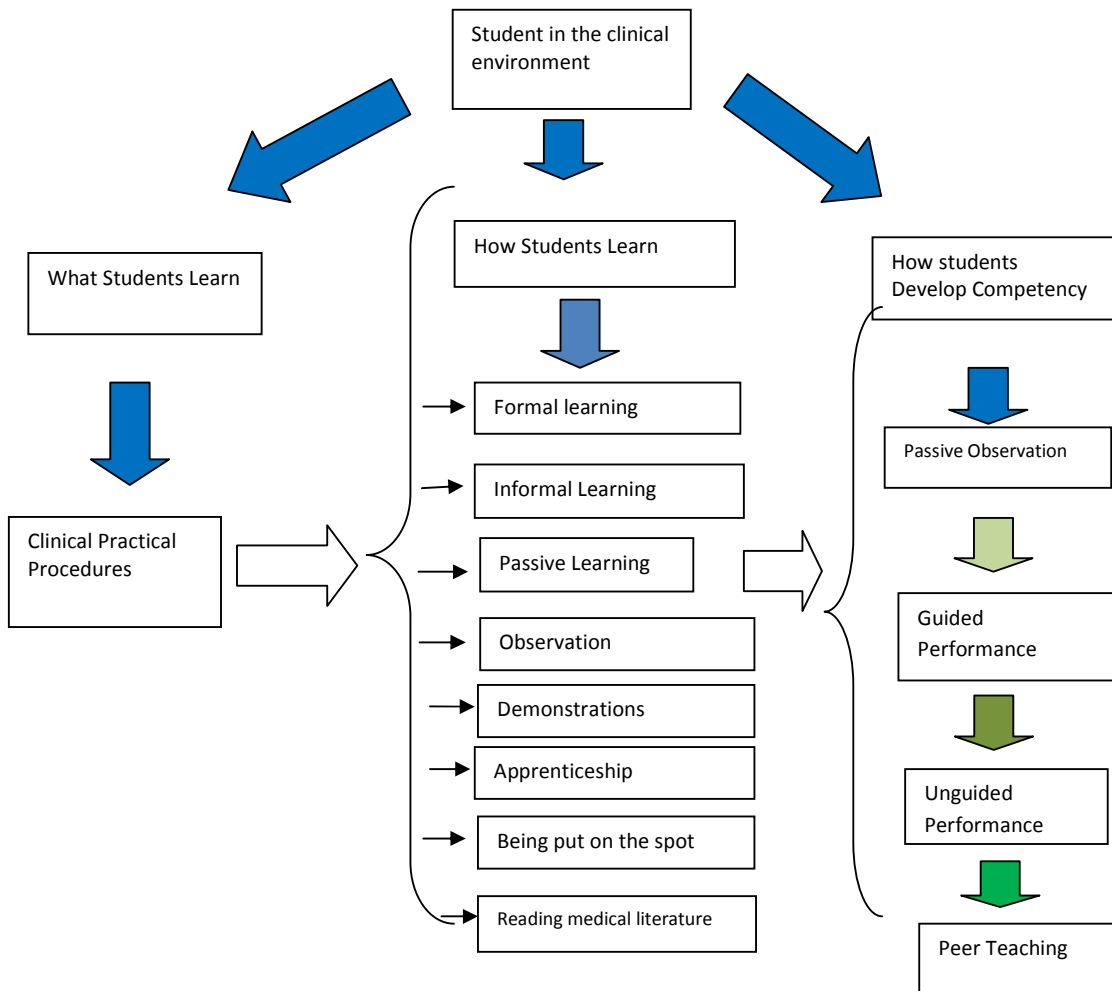 Student in the clinical
environment
What Students Learn
Clinical Practical
Procedures
How Students Learn
Formal learning
Informal Learning
Passive Learning
Observation
Demonstrations
Apprenticeship
Being put on the spot
Reading medical literature
How students
Develop Competency
Passive Observation
Guided
Performance
Unguided
Performance
Peer Teaching